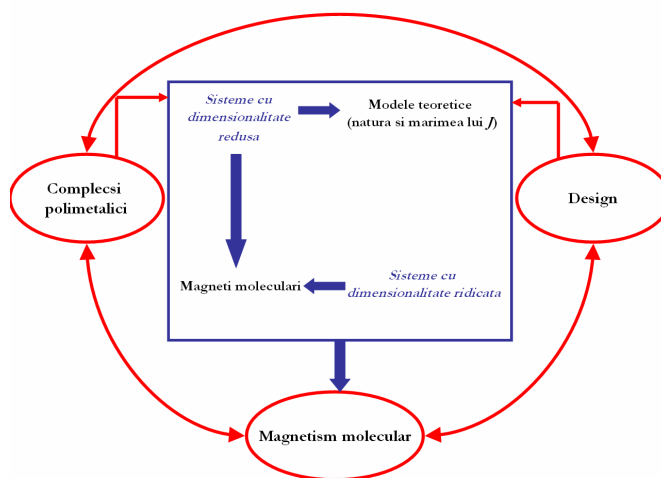 Sisteme cu
dimensionalitate
redusa
Modele teoretice
(natura si marimea lui J)
Complecsi
polimetalici
Design
Magneti moleculari
Sisteme cu
dimensionalitate ridicata
Magnetism molecular